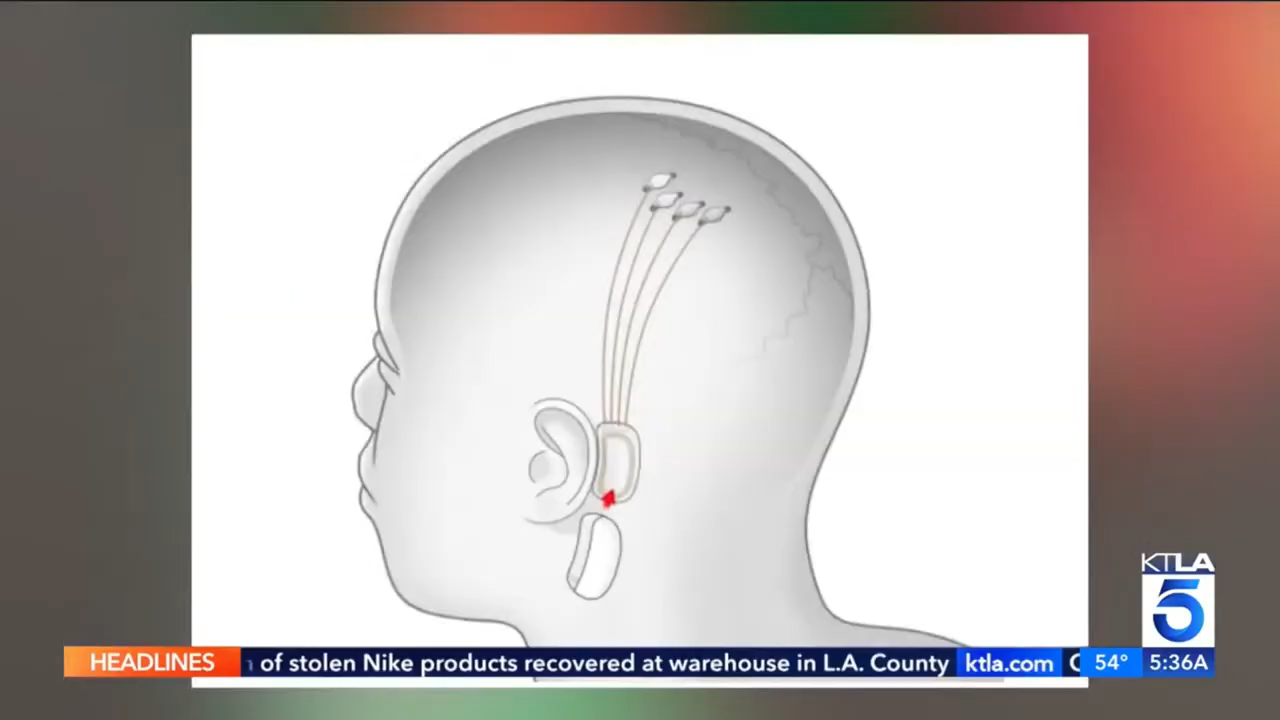 KTLA
5
HEADLINES
of stolen Nike products recovered at warehouse in L.A. County
ktla.com
54°
5:36A